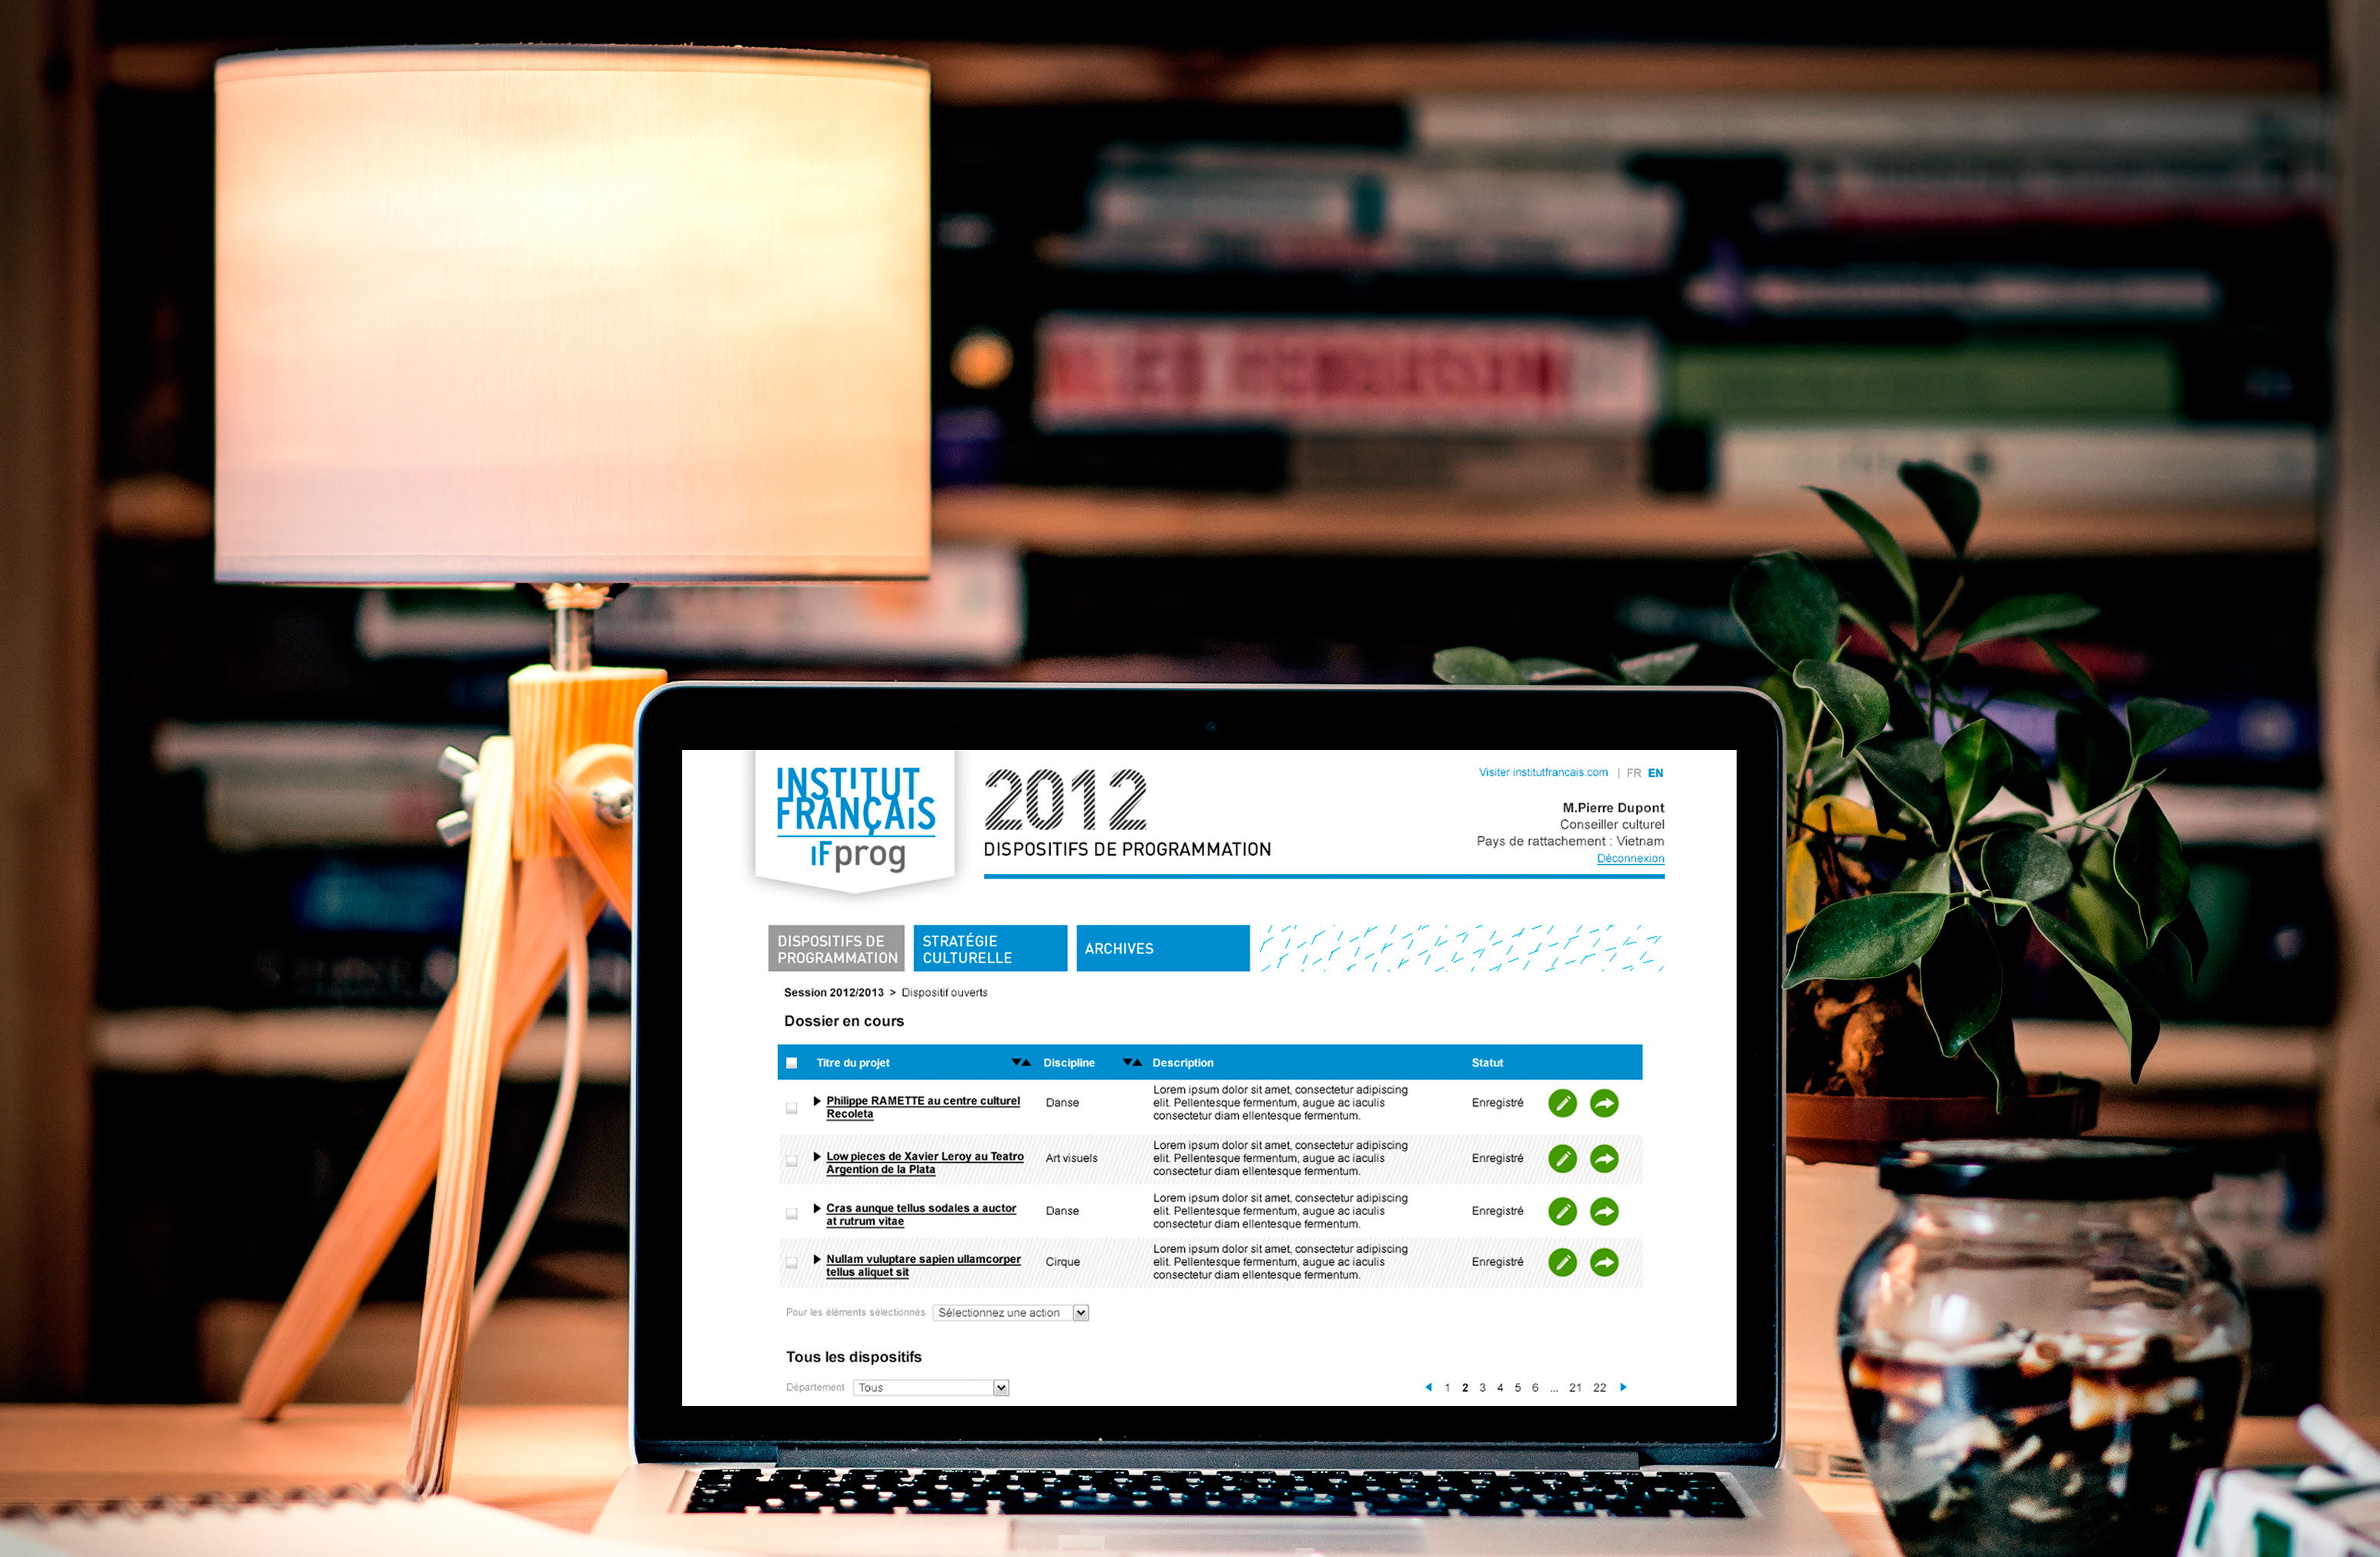 INSTITUT
FRANÇAIS
IFprog
2012
DISPOSITIFS DE PROGRAMMATION
Visiter institutfrancais.com | FR EN
M.Pierre Dupont
Conseiller culturel
Pays de rattachement : Vietnam
Déconnexion
DISPOSITIFS DE
PROGRAMMATION
STRATÉGIE
CULTURELLE
ARCHIVES
Session 2012/2013 > Dispositif ouverts
Dossier en cours
Titre du projet Discipline Description Statut
Philippe RAMETTE au centre culturel
Recoleta
Danse
Lorem ipsum dolor sit amet, consectetur adipiscing
elit. Pellentesque fermentum, augue ac iaculis
consectetur diam ellentesque fermentum.
Enregistré
Low pieces de Xavier Leroy au Teatro
Argention de la Plata
Art visuels
Lorem ipsum dolor sit amet, consectetur adipiscing
elit. Pellentesque fermentum, augue ac iaculis
consectetur diam ellentesque fermentum.
Enregistré
Cras aunque tellus sodales a auctor
at rutrum vitae
Danse
Lorem ipsum dolor sit amet, consectetur adipiscing
elit. Pellentesque fermentum, augue ac iaculis
consectetur diam ellentesque fermentum.
Enregistré
Nullam vuluptare sapien ullamcorper
tellus aliquet sit
Cirque
Lorem ipsum dolor sit amet, consectetur adipiscing
elit. Pellentesque fermentum, augue ac iaculis
consectetur diam ellentesque fermentum.
Enregistré
Pour les éléments sélectionnés Sélectionnez une action
Tous les dispositifs
Département Tous
1 2 3 4 5 6 ... 21 22